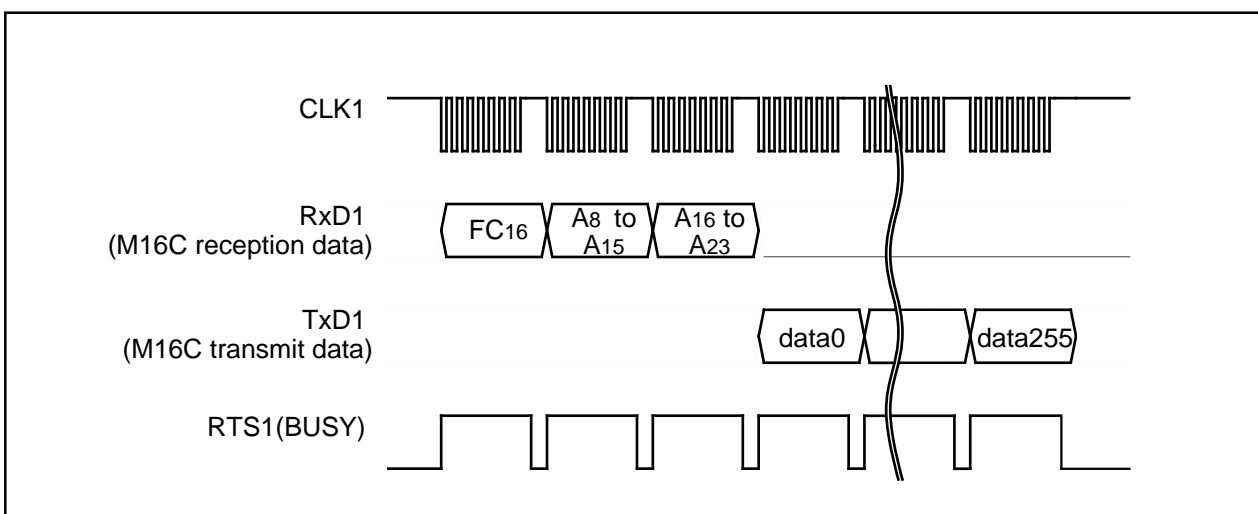 CLK1
RxD1
(M16C reception data)
FC16
A8 to
A15
A16 to
A23
TxD1
(M16C transmit data)
data0
data255
RTS1(BUSY)